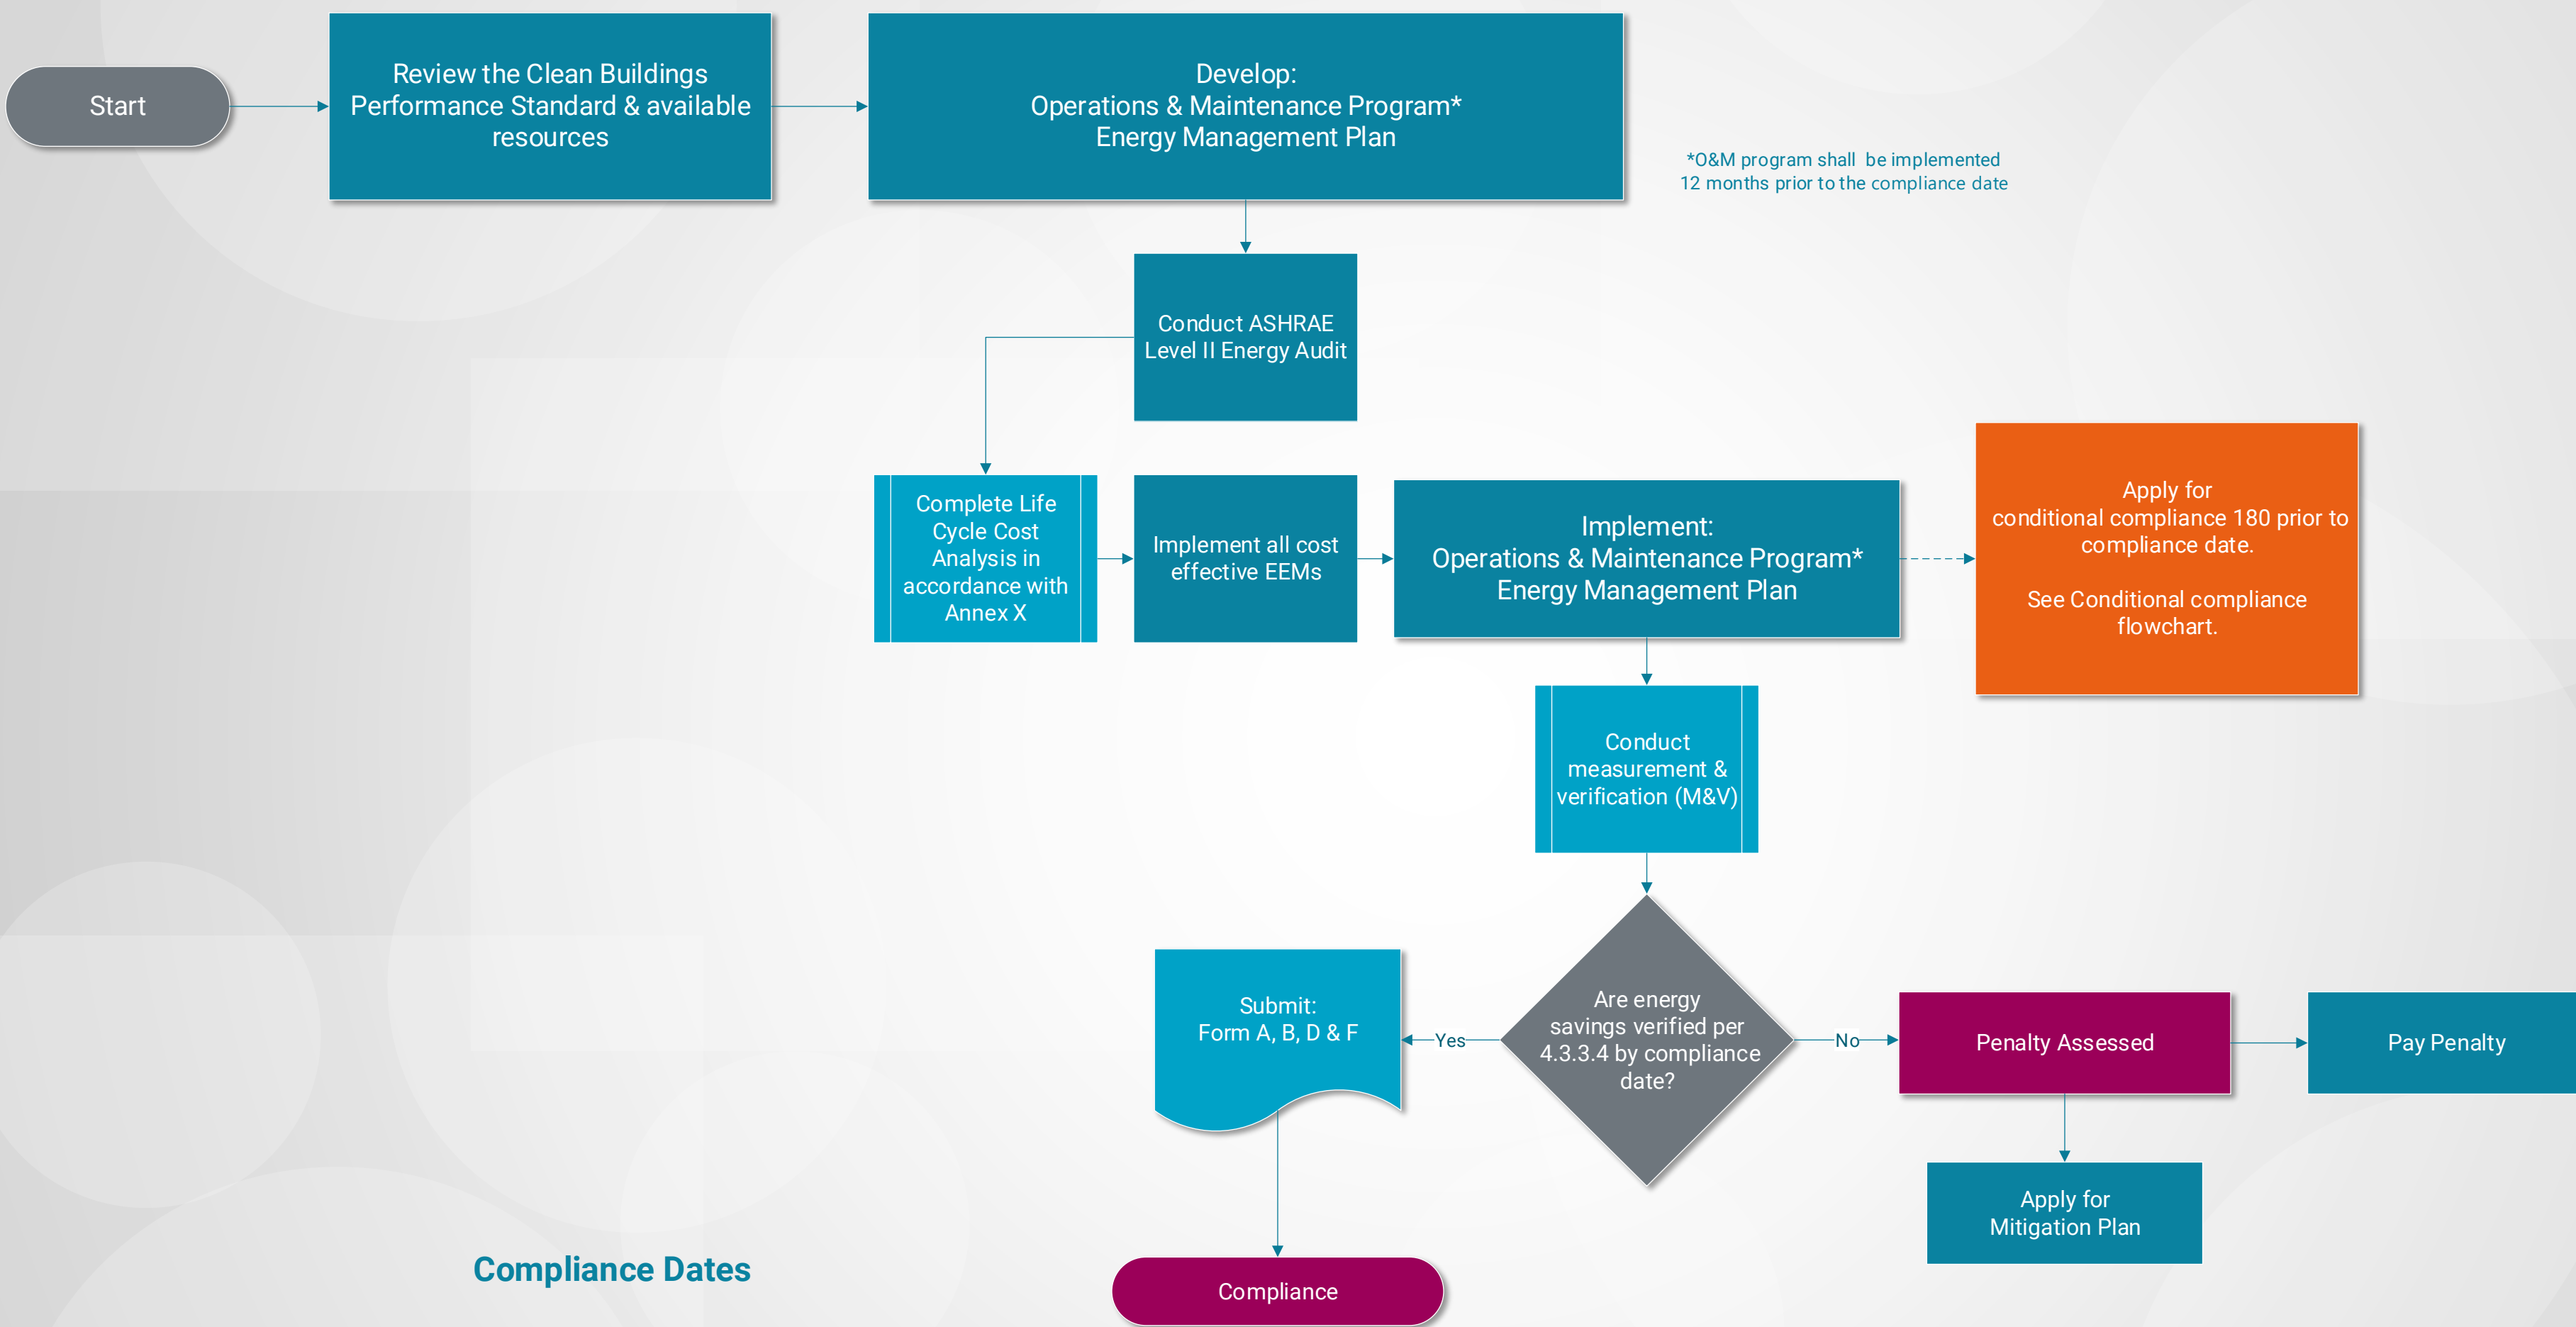 Start
Review the Clean Buildings
Performance Standard & available
resources
Develop:
Operations & Maintenance Program*
Energy Management Plan
*O&M program shall be implemented
12 months prior to the compliance date
Conduct ASHRAE
Level II Energy Audit
Complete Life
Cycle Cost
Analysis in
accordance with
Annex X
Implement all cost
effective EEMs
Implement:
Operations & Maintenance Program*
Energy Management Plan
Apply for
conditional compliance 180 prior to
compliance date.
See Conditional compliance
flowchart.
Conduct
measurement &
verification (M&V)
Are energy
savings verified per
4.3.3.4 by compliance
date?
Yes
No
Submit:
Form A, B, D & F
Penalty Assessed
Pay Penalty
Apply for
Mitigation Plan
Compliance Dates
Compliance